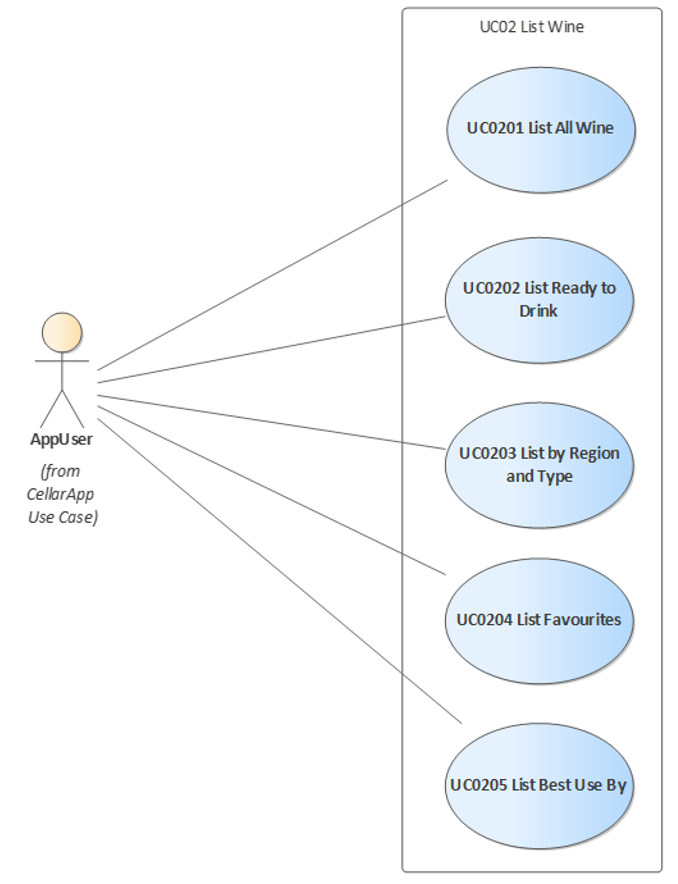 UC02 List Wine
UC0201 List All Wine
UC0202 List Ready to
Drink
AppUser
(from
CellarApp
Use Case)
UC0203 List by Region
and Type
UC0204 List Favourites
UC0205 List Best Use By